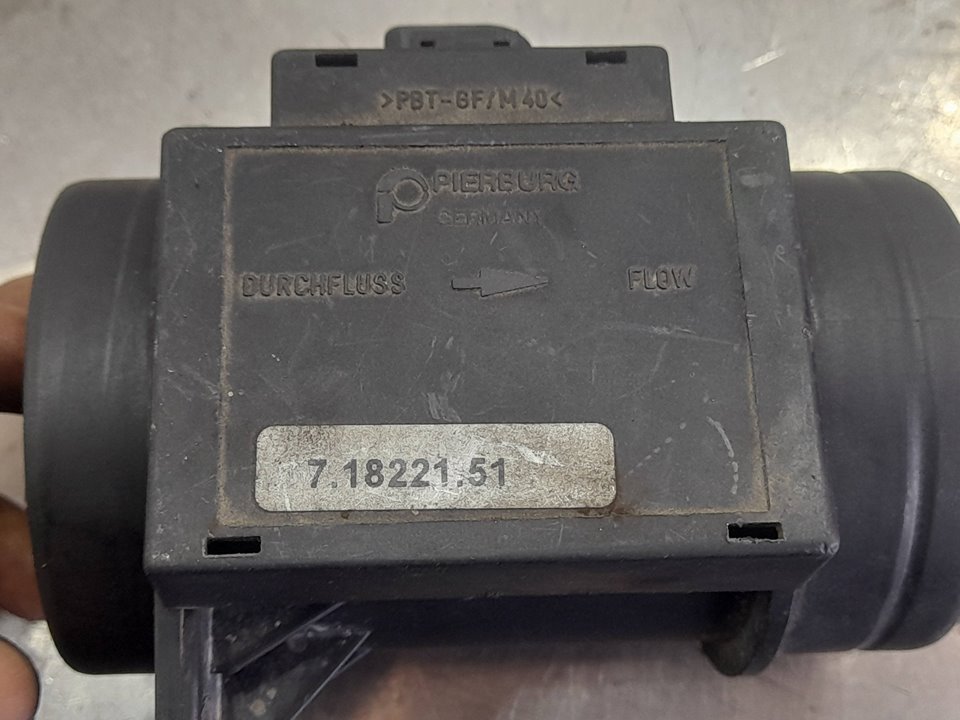 >PBT-GF/M40<
PIERBURG
GERMANY
DURCHFLUSS FLOW
7.18221.51